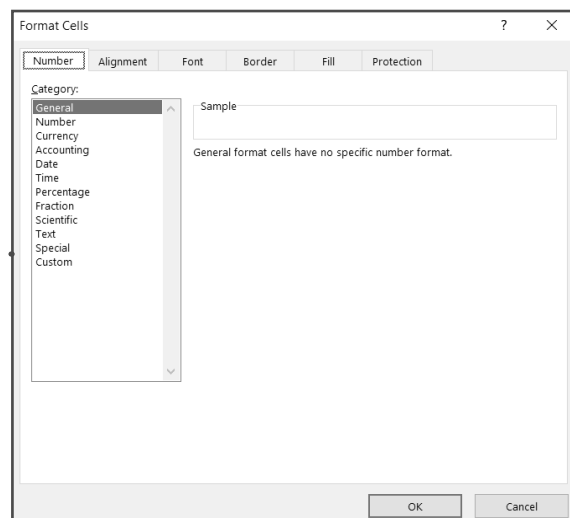 Format Cells ? ×
Number Alignment Font Border Fill Protection
Category:
General
Number
Currency
Accounting
Date
Time
Percentage
Fraction
Scientific
Text
Special
Custom
Sample
General format cells have no specific number format.
OK Cancel